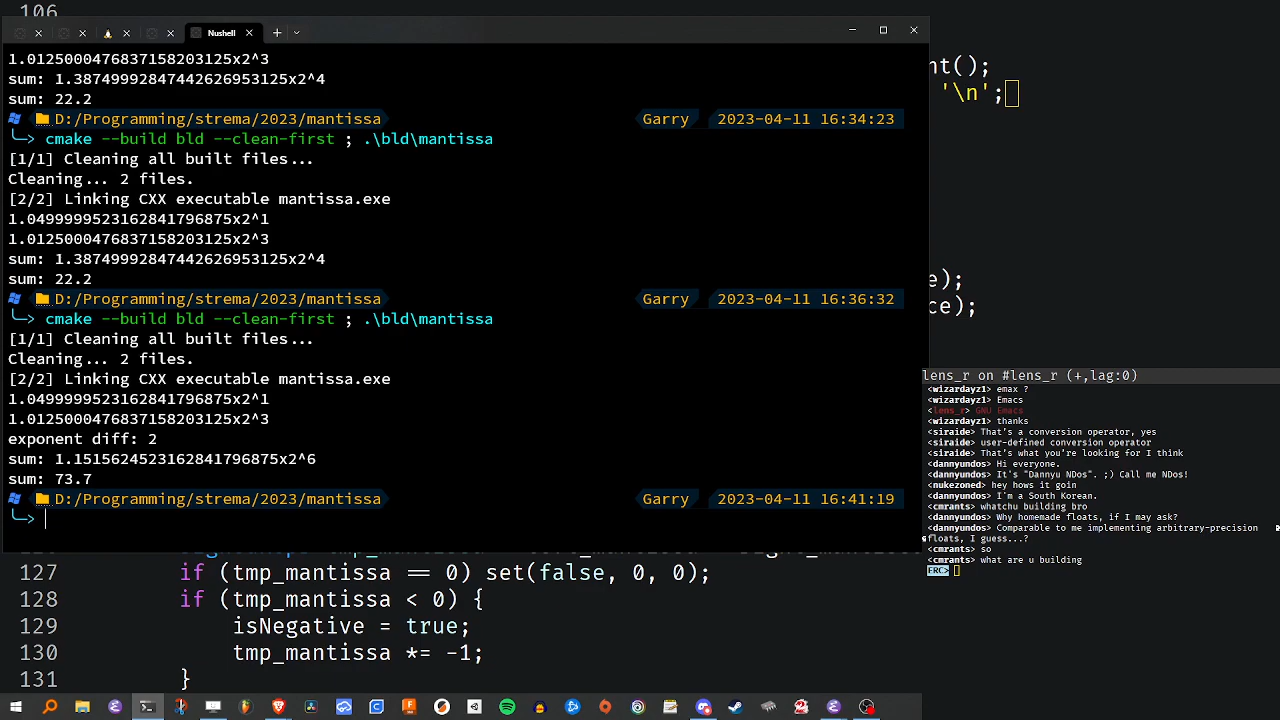 106
Nushell
1.0125000476837158203125x2^3
sum: 1.38749992847442626953125x2^4
sum: 22.2
D:/Programming/strema/2023/mantissa Garry 2023-04-11 16:34:23
cmake --build bld --clean-first ; .\bld\mantissa
[1/1] Cleaning all built files...
Cleaning... 2 files.
[2/2] Linking CXX executable mantissa.exe
1.0499999523162841796875x2^1
1.0125000476837158203125x2^3
sum: 1.38749992847442626953125x2^4
sum: 22.2
D:/Programming/strema/2023/mantissa Garry 2023-04-11 16:36:32
cmake --build bld --clean-first ; .\bld\mantissa
[1/1] Cleaning all built files...
Cleaning... 2 files.
[2/2] Linking CXX executable mantissa.exe
1.0499999523162841796875x2^1
1.0125000476837158203125x2^3
exponent diff: 2
sum: 1.1515624523162841796875x2^6
sum: 73.7
D:/Programming/strema/2023/mantissa Garry 2023-04-11 16:41:19
nt();
'\n';
e);
ce);
lens_r on #lens_r (+,lag:0)
<wizardayz1> emax ?
<wizardayz1> Emacs
<lens_r> GNU Emacs
<wizardayz1> thanks
<siraide> That's a conversion operator, yes
<siraide> user-defined conversion operator
<siraide> That's what you're looking for I think
<dannyundos> Hi everyone.
<dannyundos> It's "Dannyu NDos". ;) Call me NDos!
<nukezoned> hey hows it goin
<dannyundos> I'm a South Korean.
<cmrants> whatchu building bro
<dannyundos> Why homemade floats, if I may ask?
<dannyundos> Comparable to me implementing arbitrary-precision
floats, I guess...?
<cmrants> so
<cmrants> what are u building
ERC>
127 if (tmp_mantissa == 0) set(false, 0, 0);
128 if (tmp_mantissa < 0) {
129 isNegative = true;
130 tmp_mantissa *= -1;
131 }